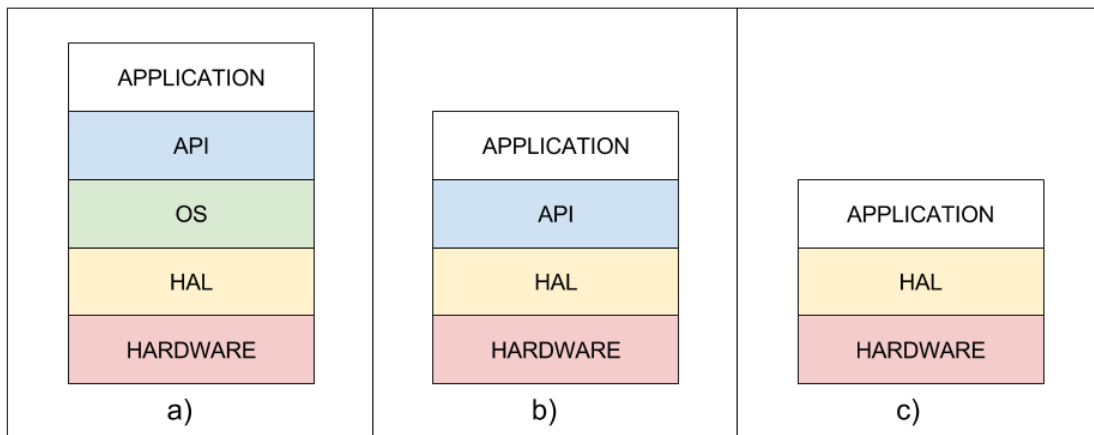 APPLICATION
API
OS
HAL
HARDWARE
a)
APPLICATION
API
HAL
HARDWARE
b)
APPLICATION
HAL
HARDWARE
c)